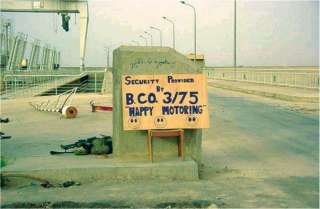 SECURITY PROVIDED
BY
B.CO. 3/75
"HAPPY MOTORING"